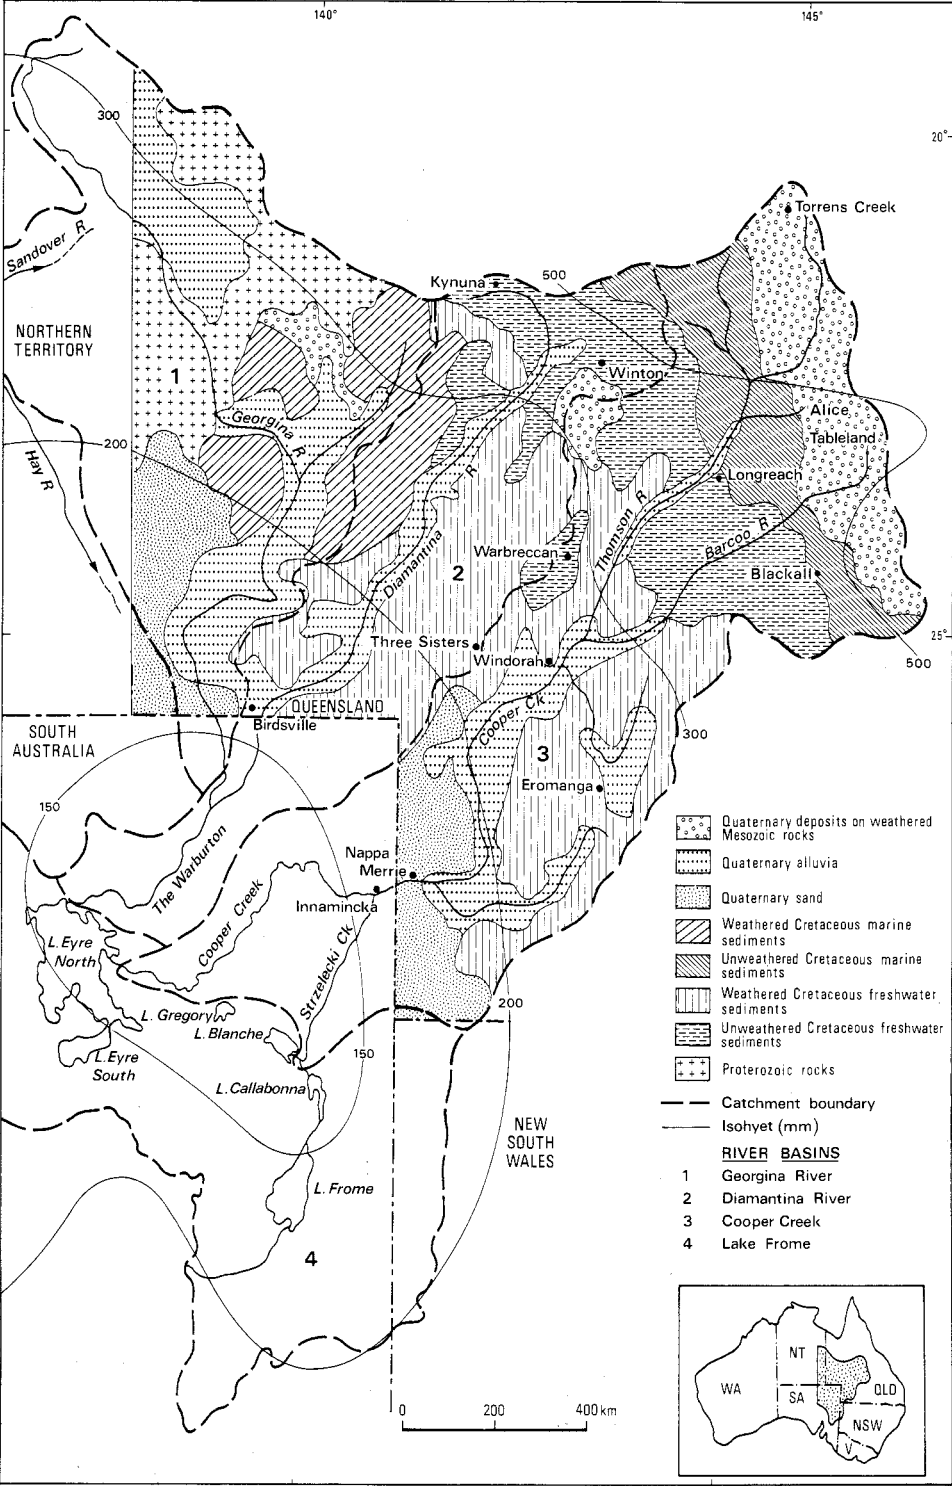 140°
145°
300
20°
Torrens Creek
Sandover R
Kynuna
500
NORTHERN
TERRITORY
1
Winton
Georgina R
Alice
Tableland
200
Hay R
R
Longreach
Thomson R
Barcoo R
Warbreccan
2
Diamantina
Blackall
Three Sisters
25°
Windorah
500
QUEENSLAND
Birdsville
Cooper Ck
300
SOUTH
AUSTRALIA
3
Eromanga
150
The Warburton
Nappa
Merrie
Innamincka
Cooper Creek
Strzelecki Ck
L. Eyre
North
L. Gregory
L. Blanche
200
150
L. Eyre
South
L. Callabonna
NEW
SOUTH
WALES
L. Frome
4
Quaternary deposits on weathered
Mesozoic rocks
Quaternary alluvia
Quaternary sand
Weathered Cretaceous marine
sediments
Unweathered Cretaceous marine
sediments
Weathered Cretaceous freshwater
sediments
Unweathered Cretaceous freshwater
sediments
Proterozoic rocks
Catchment boundary
Isohyet (mm)
RIVER BASINS
1 Georgina River
2 Diamantina River
3 Cooper Creek
4 Lake Frome
0 200 400 km
WA
NT
SA
QLD
NSW
V